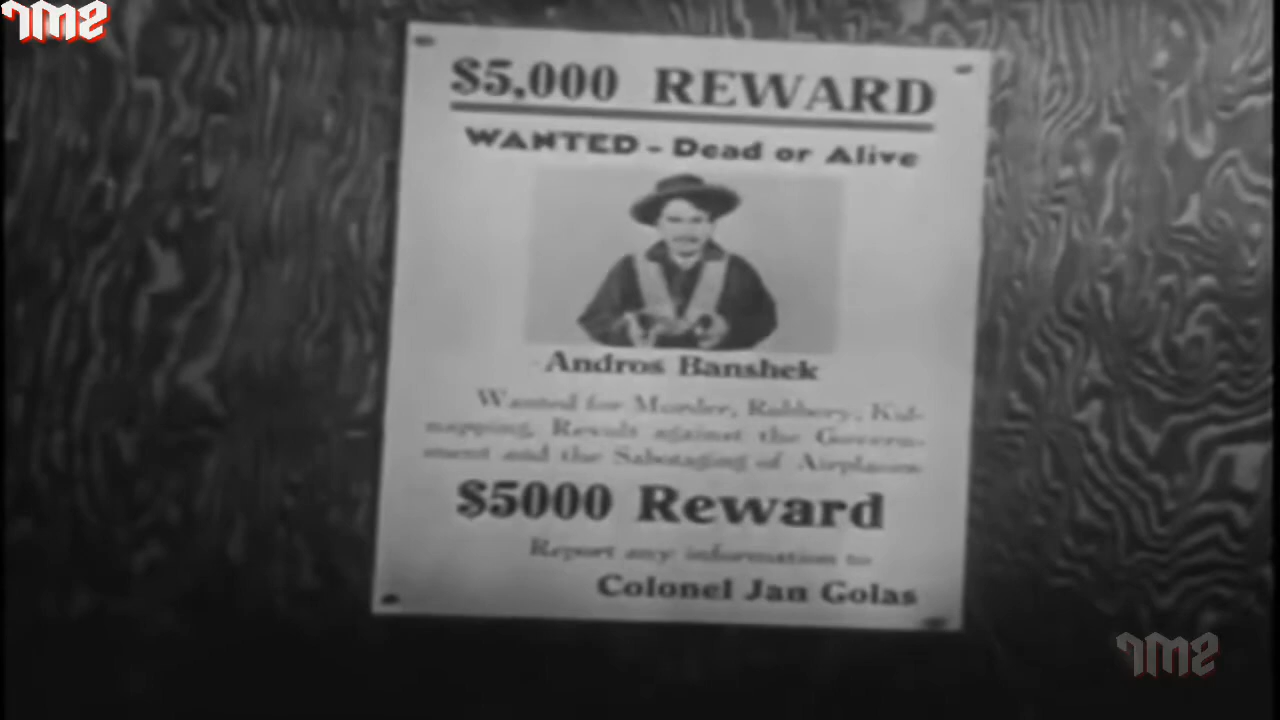 $5,000 REWARD
WANTED - Dead or Alive
Andros Banshek
Wanted for Murder, Robbery, Kid-
napping, Revolt against the Govern-
ment and the Sabotaging of Airplanes
$5000 Reward
Report any information to
Colonel Jan Golas